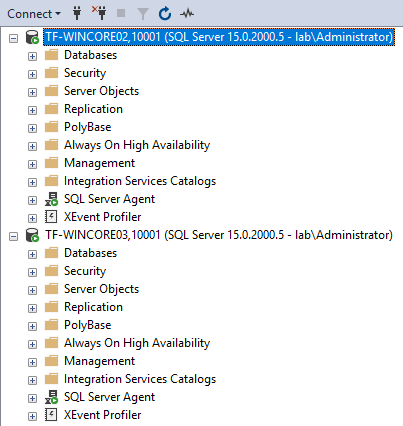 Connect
TF-WINCORE02,10001 (SQL Server 15.0.2000.5 - lab\Administrator)
Databases
Security
Server Objects
Replication
PolyBase
Always On High Availability
Management
Integration Services Catalogs
SQL Server Agent
XEvent Profiler
TF-WINCORE03,10001 (SQL Server 15.0.2000.5 - lab\Administrator)
Databases
Security
Server Objects
Replication
PolyBase
Always On High Availability
Management
Integration Services Catalogs
SQL Server Agent
XEvent Profiler